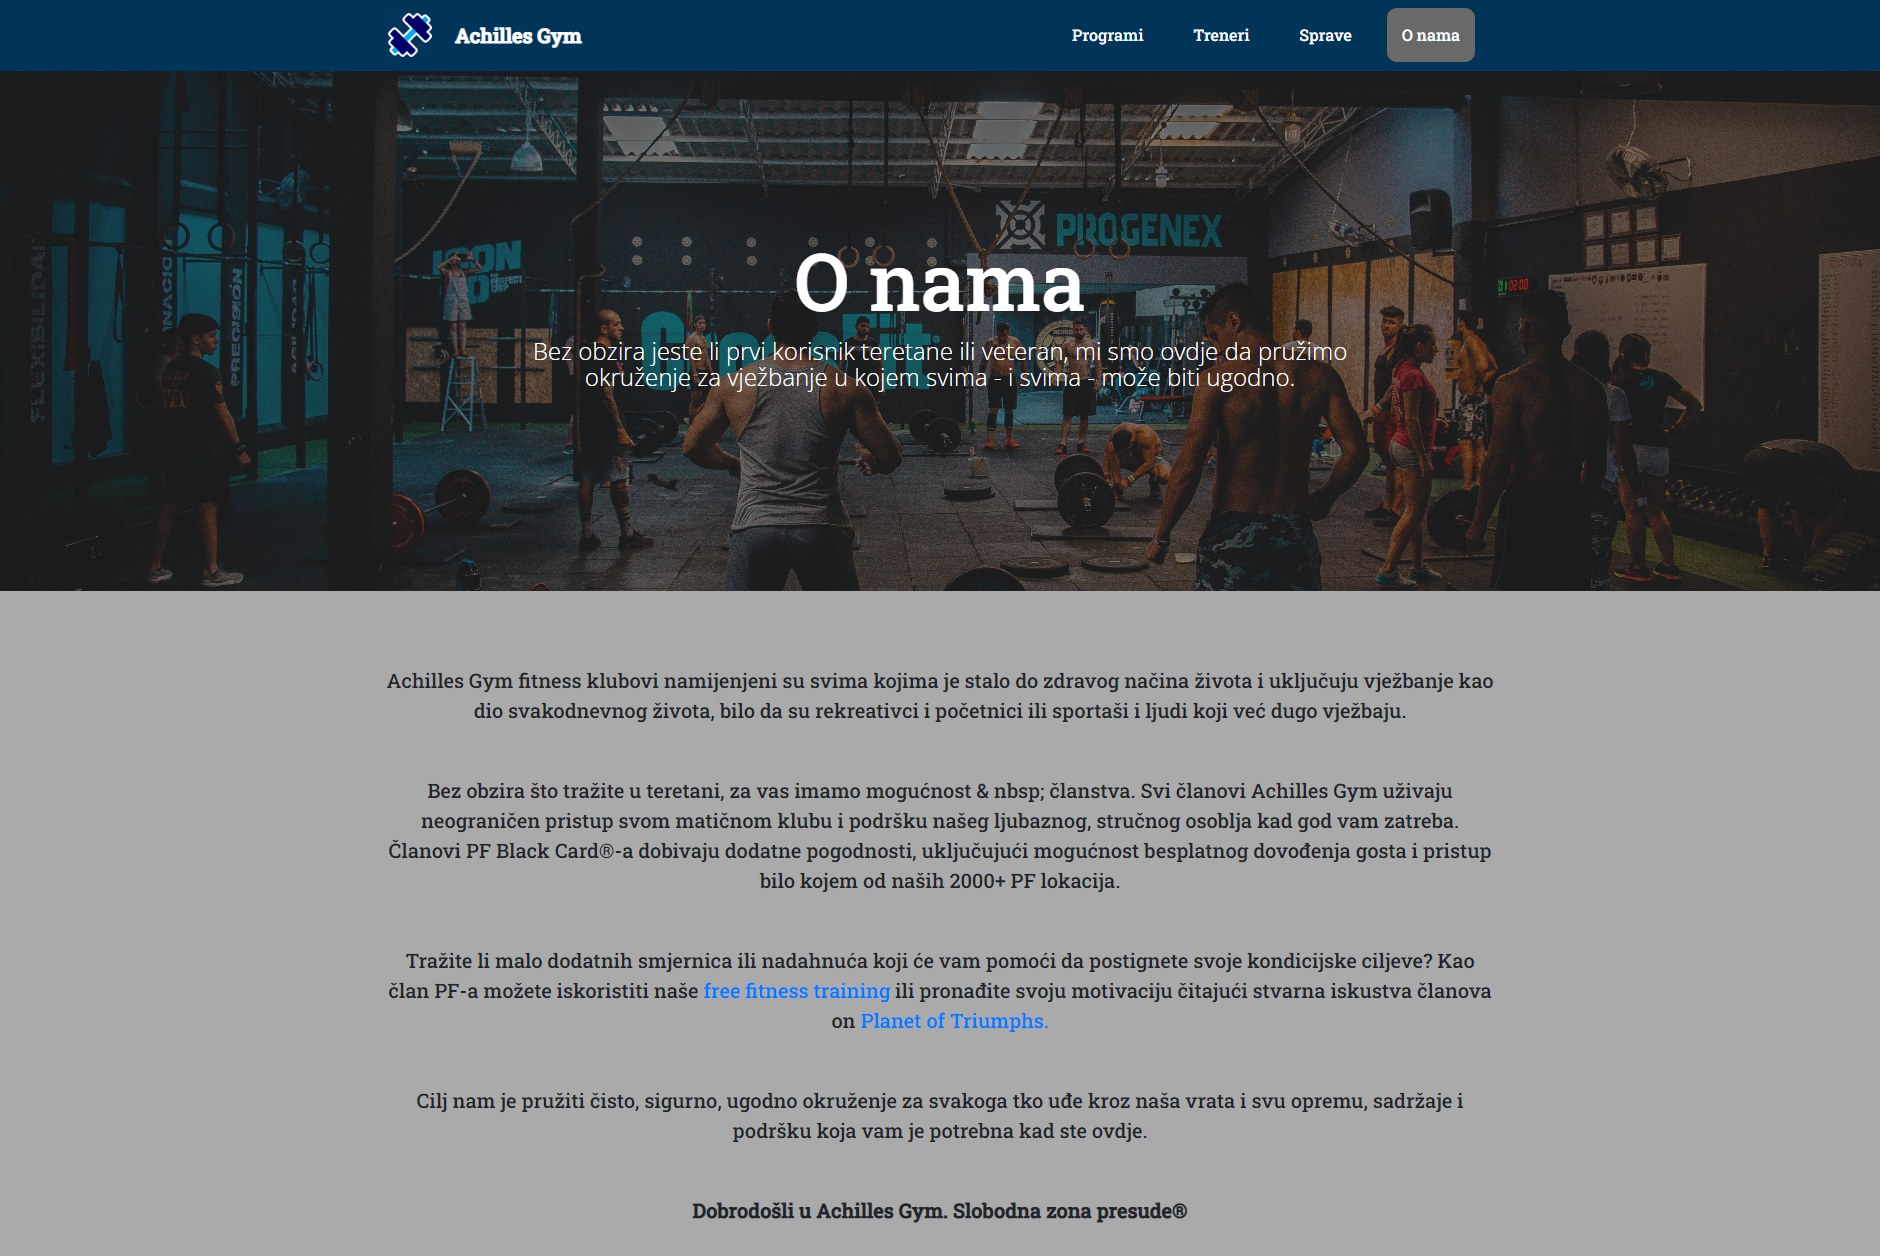 Achilles Gym
Programi
Treneri
Sprave
O nama
PROGENEX
PRECISIÓN
02:00
O nama
Bez obzira jeste li prvi korisnik teretane ili veteran, mi smo ovdje da pružimo
okruženje za vježbanje u kojem svima - i svima - može biti ugodno.
Achilles Gym fitness klubovi namijenjeni su svima kojima je stalo do zdravog načina života i uključuju vježbanje kao
dio svakodnevnog života, bilo da su rekreativci i početnici ili sportaši i ljudi koji već dugo vježbaju.
Bez obzira što tražite u teretani, za vas imamo mogućnost & nbsp; članstva. Svi članovi Achilles Gym uživaju
neograničen pristup svom matičnom klubu i podršku našeg ljubaznog, stručnog osoblja kad god vam zatreba.
Članovi PF Black Card®-a dobivaju dodatne pogodnosti, uključujući mogućnost besplatnog dovođenja gosta i pristup
bilo kojem od naših 2000+ PF lokacija.
Tražite li malo dodatnih smjernica ili nadahnuća koji će vam pomoći da postignete svoje kondicijske ciljeve? Kao
član PF-a možete iskoristiti naše free fitness training ili pronađite svoju motivaciju čitajući stvarna iskustva članova
on Planet of Triumphs.
Cilj nam je pružiti čisto, sigurno, ugodno okruženje za svakoga tko uđe kroz naša vrata i svu opremu, sadržaje i
podršku koja vam je potrebna kad ste ovdje.
Dobrodošli u Achilles Gym. Slobodna zona presude®